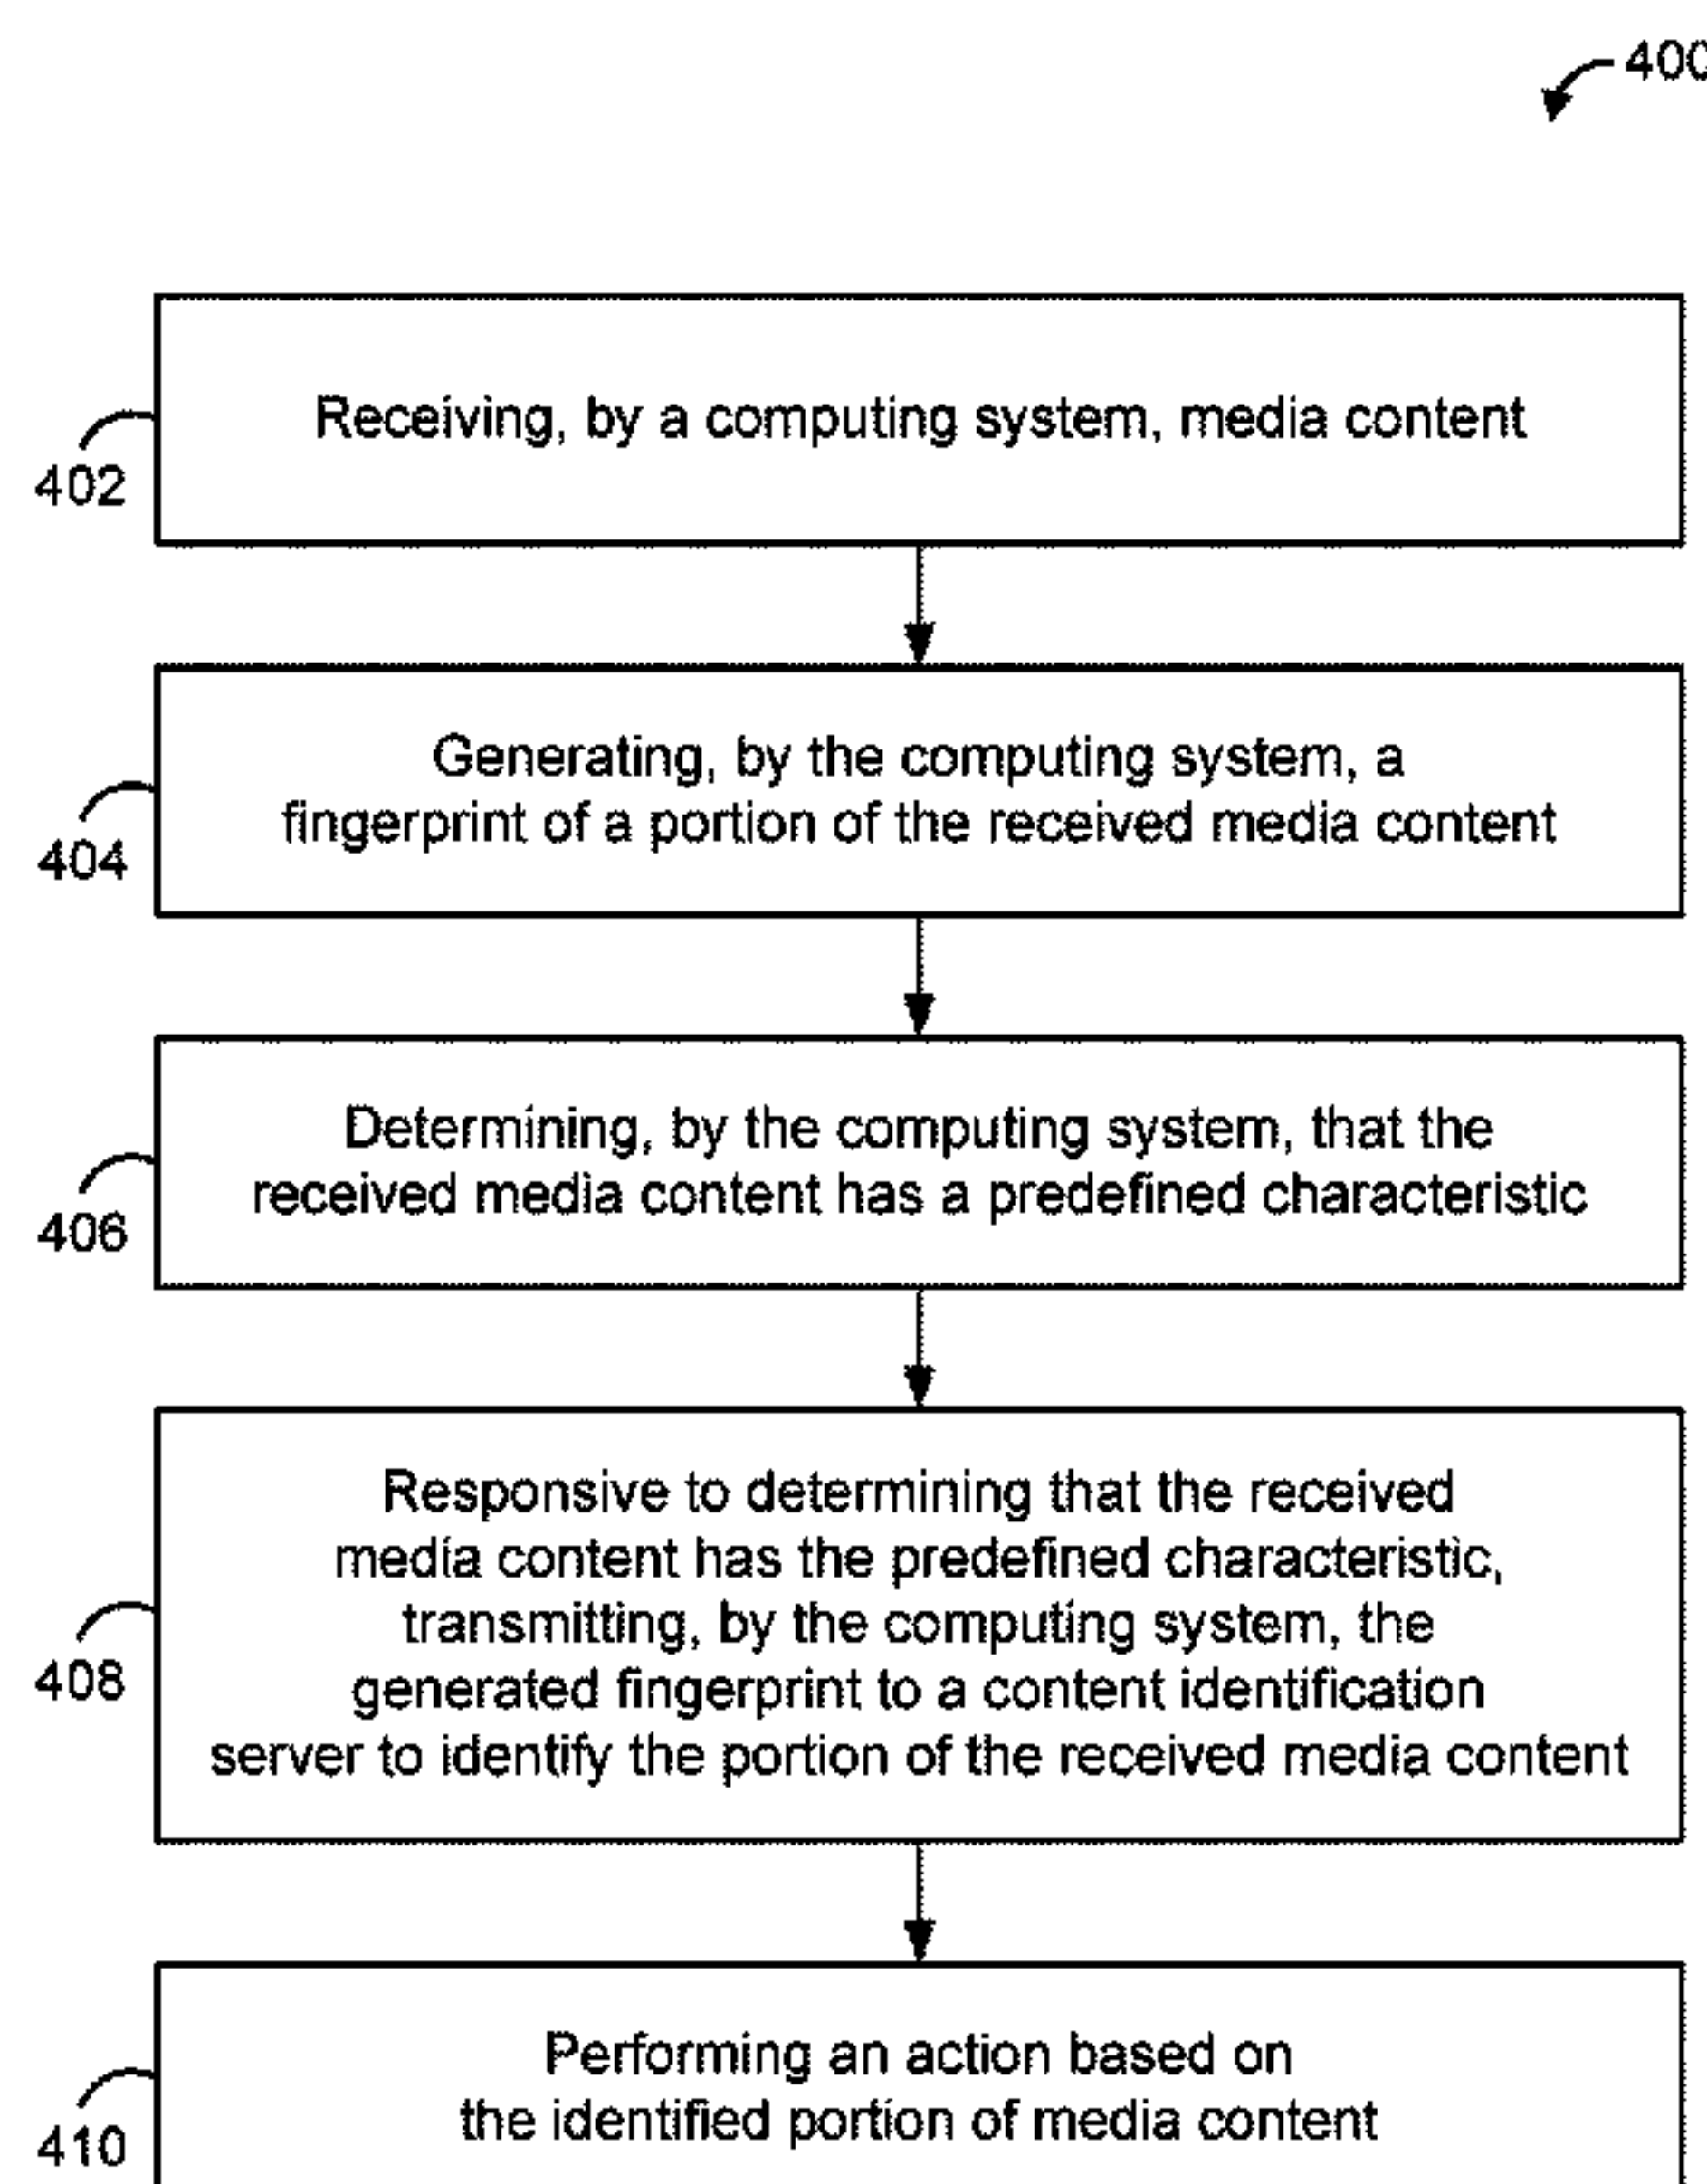 400
Receiving, by a computing system, media content
402
Generating, by the computing system, a
fingerprint of a portion of the received media content
404
Determining, by the computing system, that the
received media content has a predefined characteristic
406
Responsive to determining that the received
media content has the predefined characteristic,
transmitting, by the computing system, the
generated fingerprint to a content identification
server to identify the portion of the received media content
408
Performing an action based on
the identified portion of media content
410